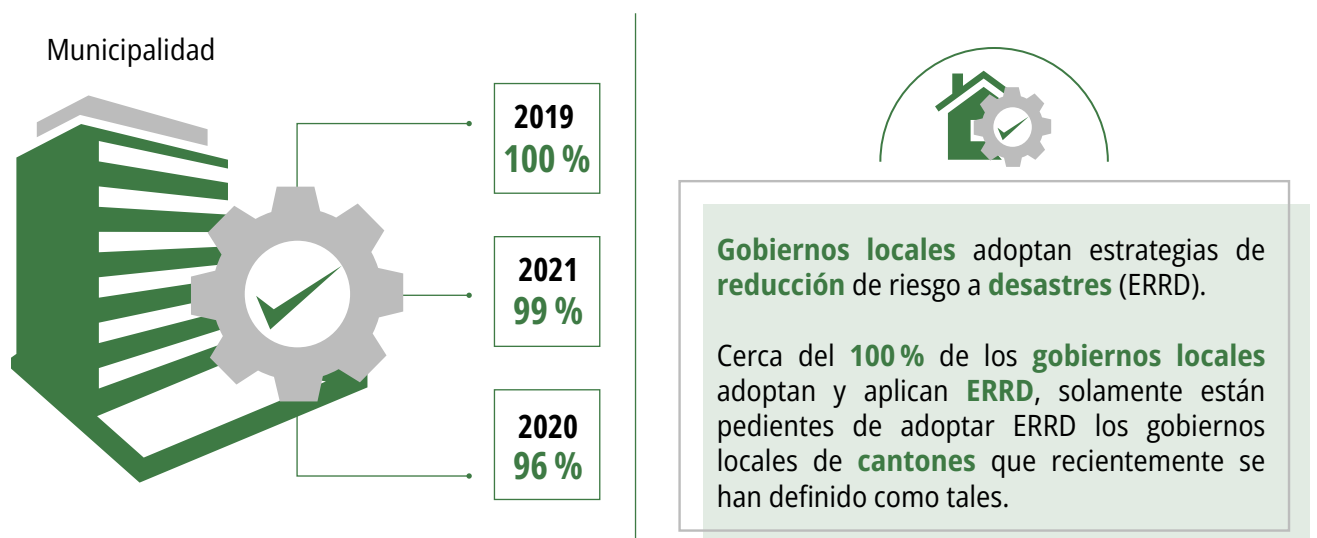 Municipalidad
2019
100 %
2021
99 %
2020
96 %
Gobiernos locales adoptan estrategias de
reducción de riesgo a desastres (ERRD).
Cerca del 100 % de los gobiernos locales
adoptan y aplican ERRD, solamente están
pedientes de adoptar ERRD los gobiernos
locales de cantones que recientemente se
han definido como tales.